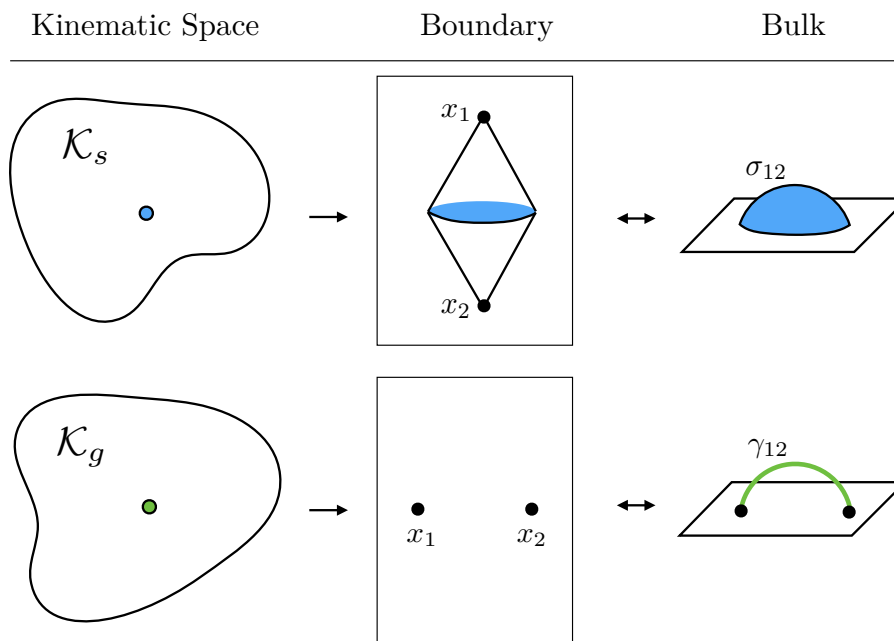 Kinematic Space Boundary Bulk
𝒦ₛ
x₁
x₂
σ₁₂
𝒦g
x₁ x₂
γ₁₂